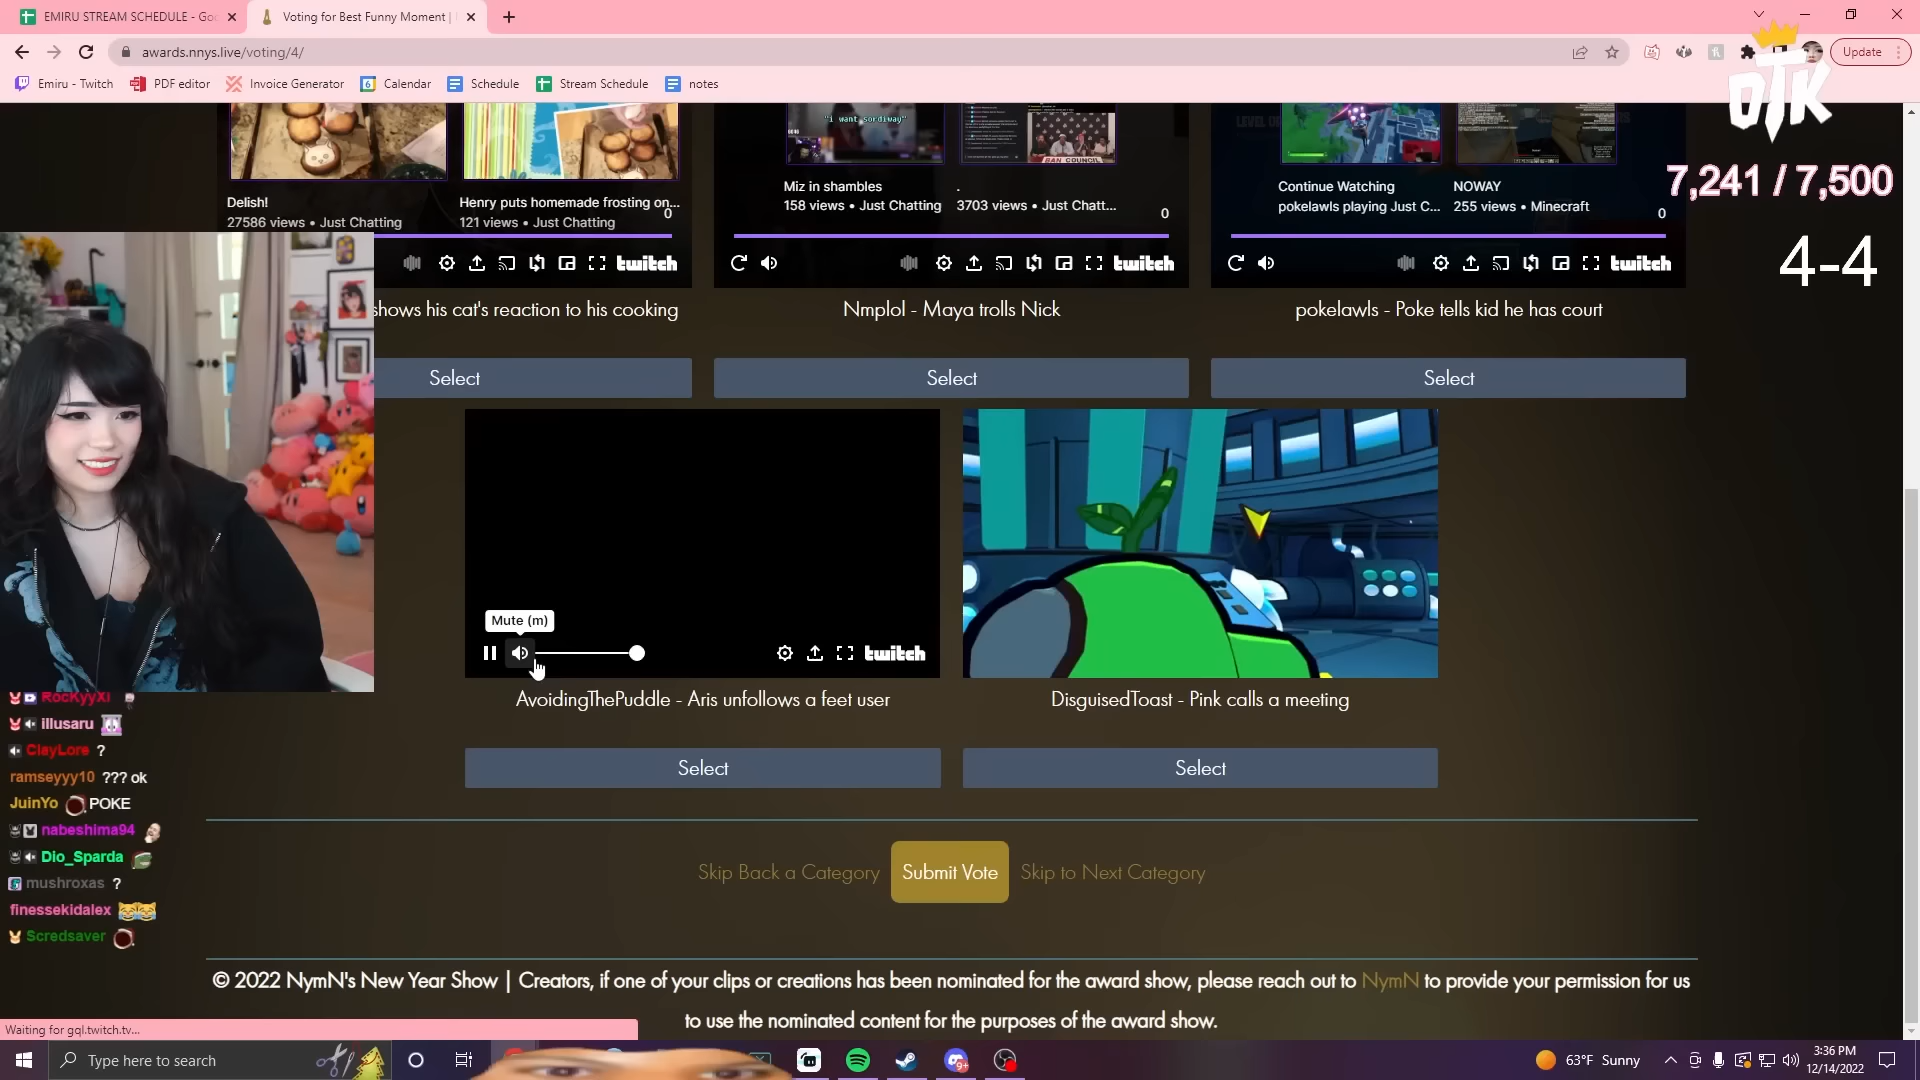 EMIRU STREAM SCHEDULE - Goo
Voting for Best Funny Moment |
awards.nnys.live/voting/4/
Update
Emiru - Twitch
PDF editor
Invoice Generator
Calendar
Schedule
Stream Schedule
notes
OTK
7,241 / 7,500
4-4
"i want sordiway"
BAN COUNCIL
Delish!
27586 views • Just Chatting
Henry puts homemade frosting on...
121 views • Just Chatting
0
Miz in shambles
158 views • Just Chatting
.
3703 views • Just Chatt...
0
Continue Watching
pokelawls playing Just C...
NOWAY
255 views • Minecraft
0
twitch
twitch
twitch
shows his cat's reaction to his cooking
Nmplol - Maya trolls Nick
pokelawls - Poke tells kid he has court
Select
Select
Select
Mute (m)
twitch
AvoidingThePuddle - Aris unfollows a feet user
DisguisedToast - Pink calls a meeting
Select
Select
RocKyyXi
illusaru
ClayLore ?
ramseyyy10 ??? ok
JuinYo POKE
nabeshima94
Dio_Sparda
mushroxas ?
finessekidalex
Scredsaver
Skip Back a Category
Submit Vote
Skip to Next Category
© 2022 NymN's New Year Show | Creators, if one of your clips or creations has been nominated for the award show, please reach out to NymN to provide your permission for us
to use the nominated content for the purposes of the award show.
Waiting for gql.twitch.tv...
Type here to search
63°F Sunny
3:36 PM
12/14/2022